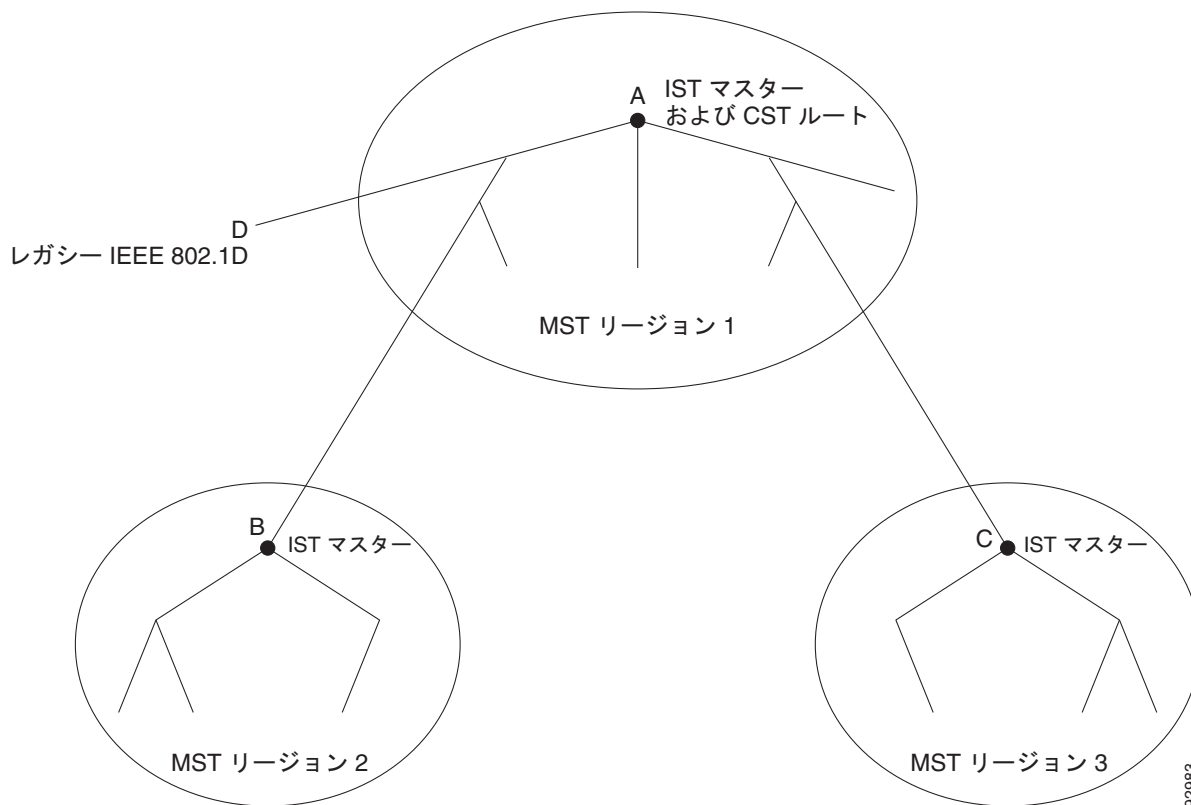 A
IST マスター
および CST ルート
D
レガシー IEEE 802.1D
MST リージョン 1
B
IST マスター
C
IST マスター
MST リージョン 2
MST リージョン 3